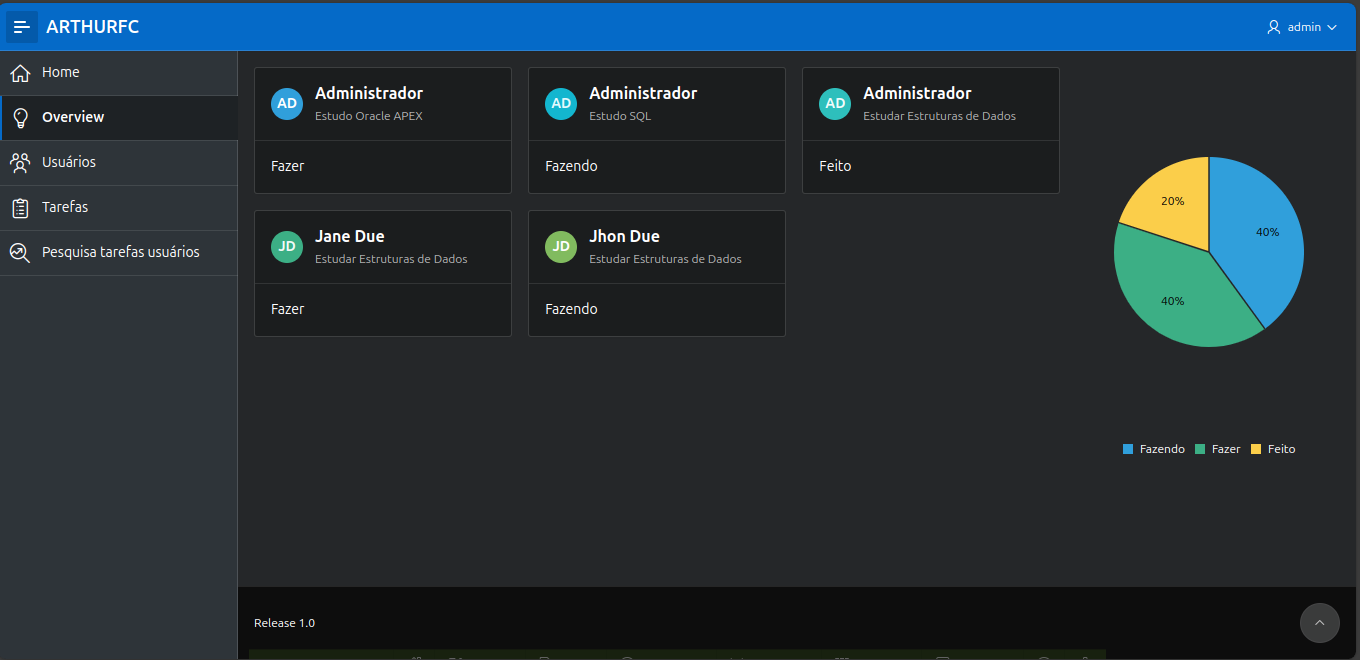 ARTHURFC
admin
Home
Overview
Usuários
Tarefas
Pesquisa tarefas usuários
AD
Administrador
Estudo Oracle APEX
Fazer
AD
Administrador
Estudo SQL
Fazendo
AD
Administrador
Estudar Estruturas de Dados
Feito
JD
Jane Due
Estudar Estruturas de Dados
Fazer
JD
Jhon Due
Estudar Estruturas de Dados
Fazendo
20%
40%
40%
Fazendo Fazer Feito
Release 1.0